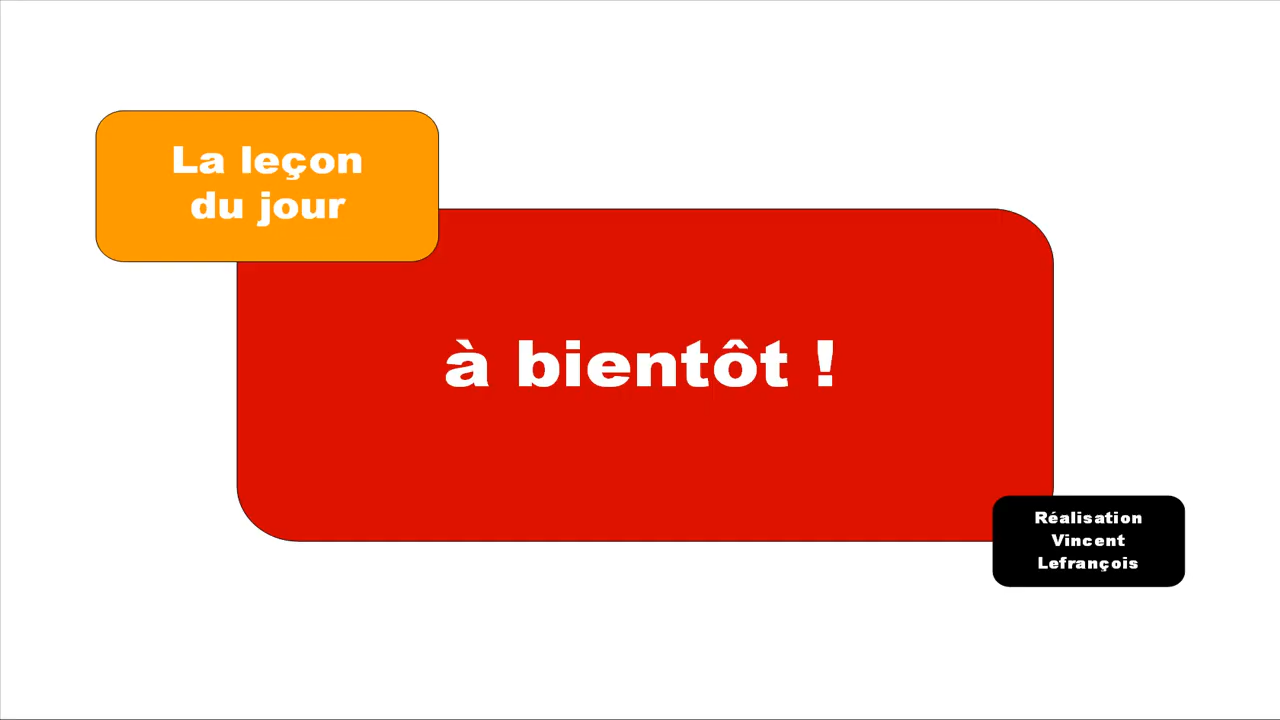 La leçon
du jour
à bientôt !
Réalisation
Vincent
Lefrançois